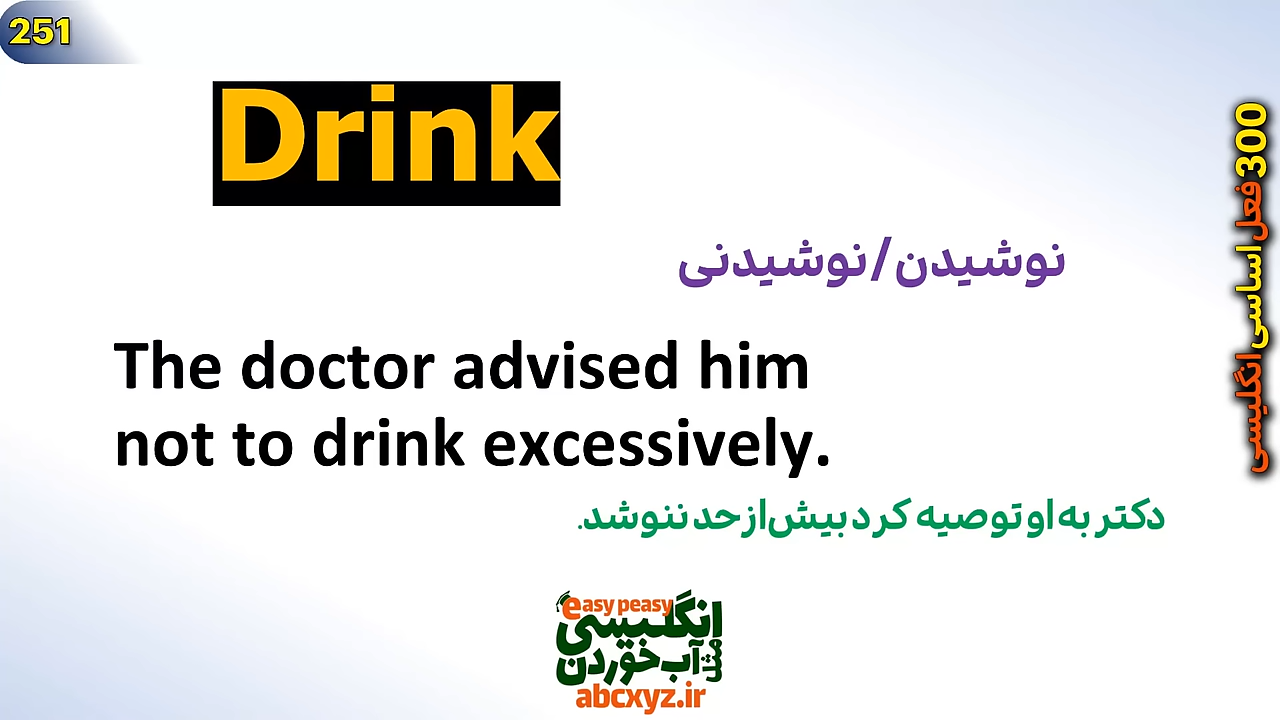 251
Drink
نوشیدن/نوشیدنی
The doctor advised him
not to drink excessively.
دکتر به او توصیه کرد بیش از حد ننوشد.
300 فعل اساسی انگلیسی
easy peasy
انگلیسی
مثل
آب خوردن
abcxyz.ir